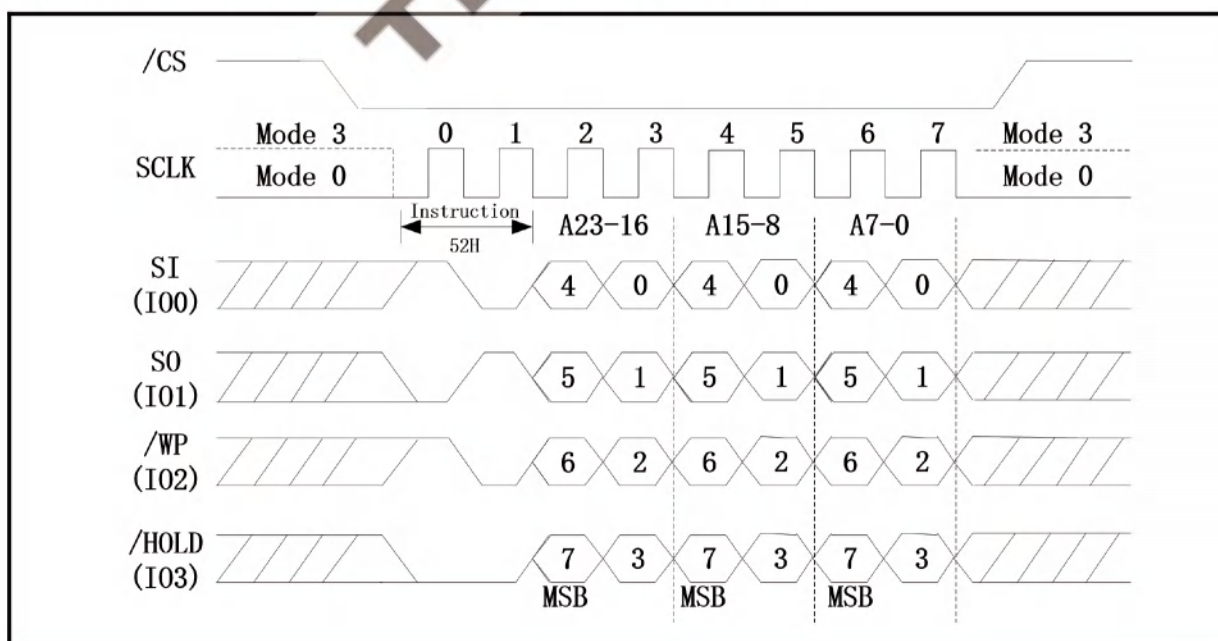 /CS
Mode 3 0 1 2 3 4 5 6 7 Mode 3
SCLK
Mode 0 Mode 0
Instruction
A23-16 A15-8 A7-0
52H
SI
(IO0)
4 0 4 0 4 0
SO
(IO1)
5 1 5 1 5 1
/WP
(IO2)
6 2 6 2 6 2
/HOLD
(IO3)
7 3 7 3 7 3
MSB MSB MSB